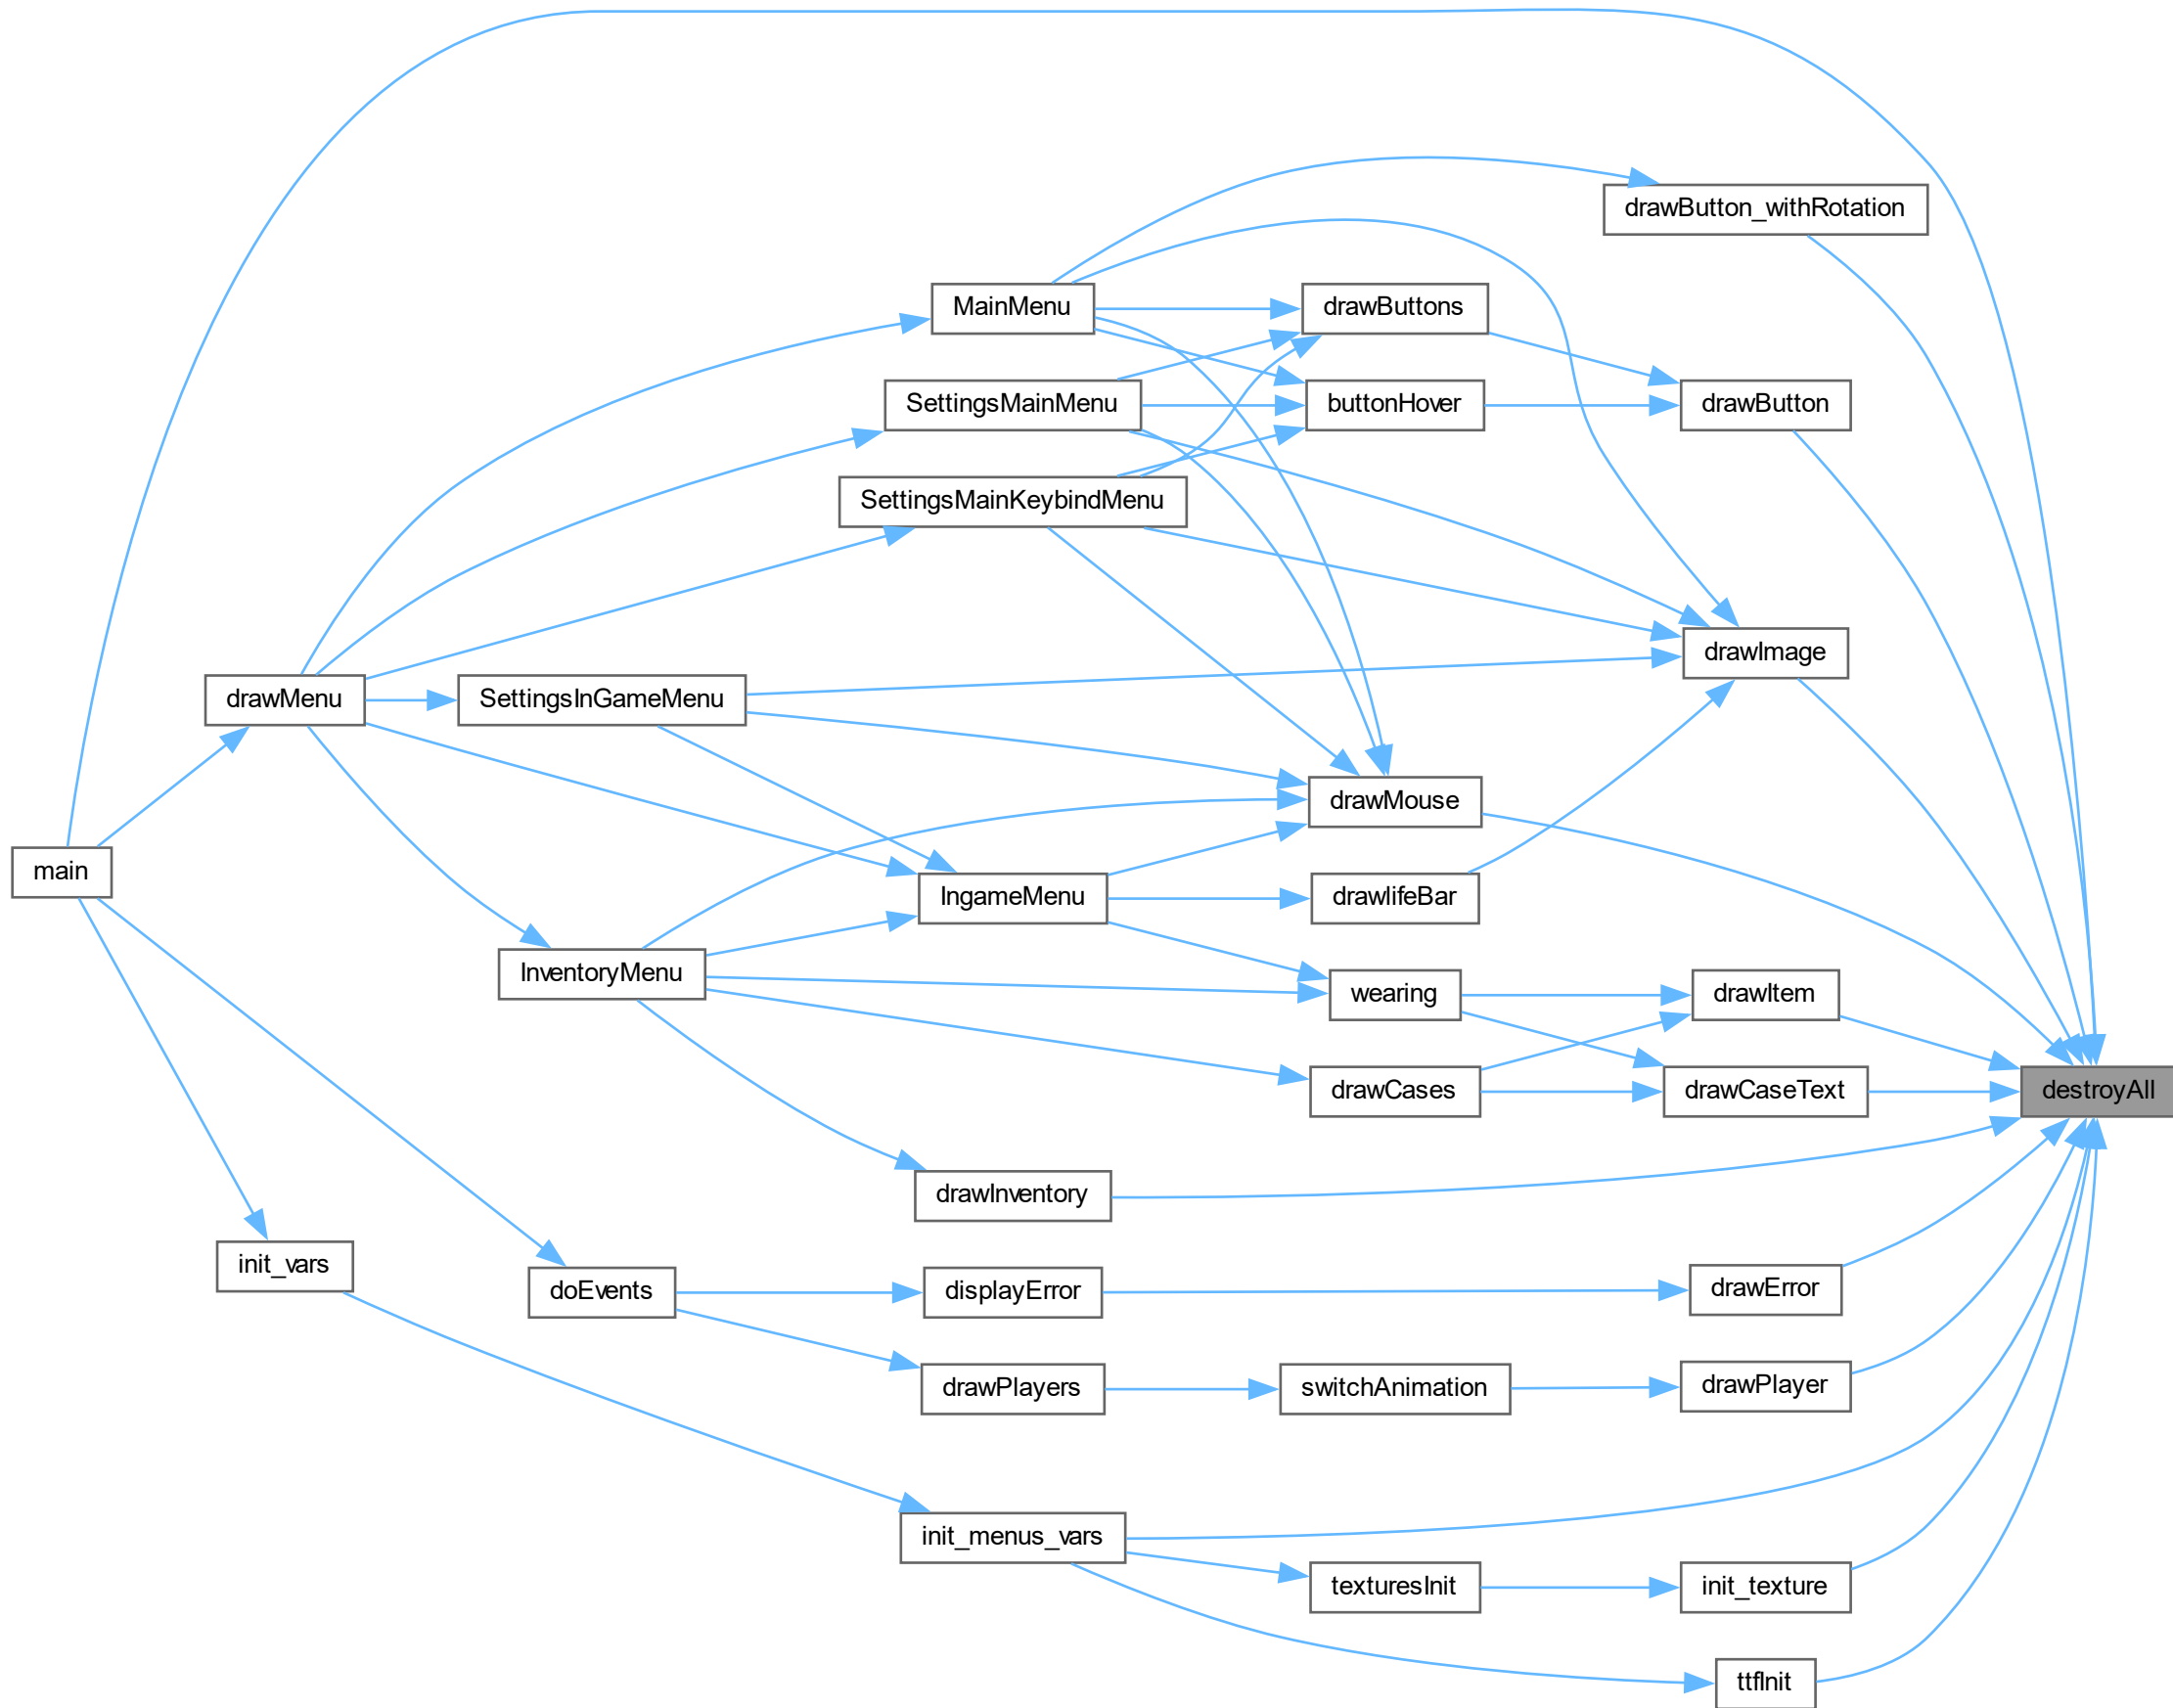 drawButton_withRotation
MainMenu
drawButtons
SettingsMainMenu
buttonHover
drawButton
SettingsMainKeybindMenu
drawImage
drawMenu
SettingsInGameMenu
drawMouse
main
IngameMenu
drawlifeBar
InventoryMenu
wearing
drawItem
drawCases
drawCaseText
destroyAll
drawInventory
init_vars
doEvents
displayError
drawError
drawPlayers
switchAnimation
drawPlayer
init_menus_vars
texturesInit
init_texture
ttfInit